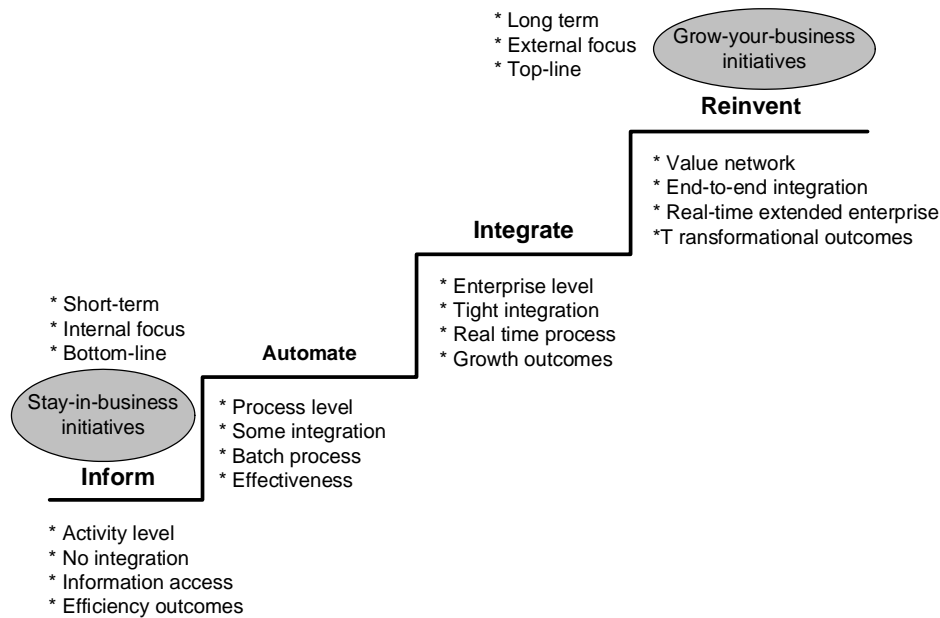 * Long term
* External focus
* Top-line
Grow-your-business
initiatives
Reinvent
* Value network
* End-to-end integration
* Real-time extended enterprise
*T ransformational outcomes
Integrate
* Enterprise level
* Tight integration
* Real time process
* Growth outcomes
* Short-term
* Internal focus
* Bottom-line
Automate
* Process level
* Some integration
* Batch process
* Effectiveness
Stay-in-business
initiatives
Inform
* Activity level
* No integration
* Information access
* Efficiency outcomes